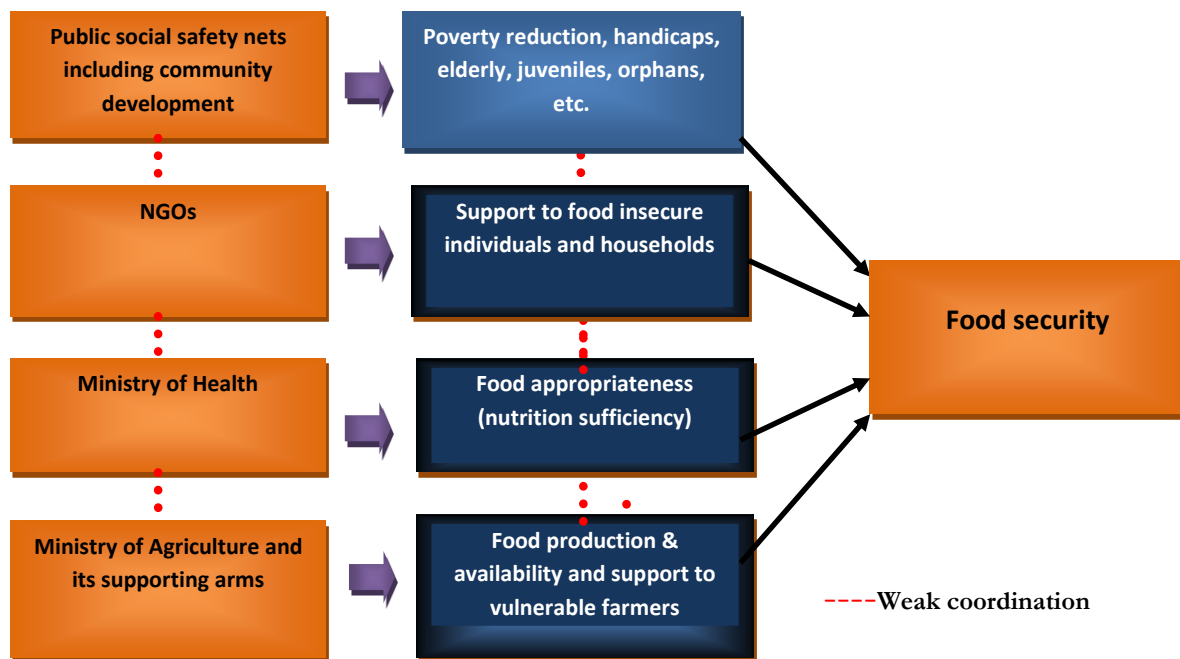 Public social safety nets
including community
development
Poverty reduction, handicaps,
elderly, juveniles, orphans,
etc.
NGOs
Support to food insecure
individuals and households
Food security
Ministry of Health
Food appropriateness
(nutrition sufficiency)
Ministry of Agriculture and
its supporting arms
Food production &
availability and support to
vulnerable farmers
Weak coordination